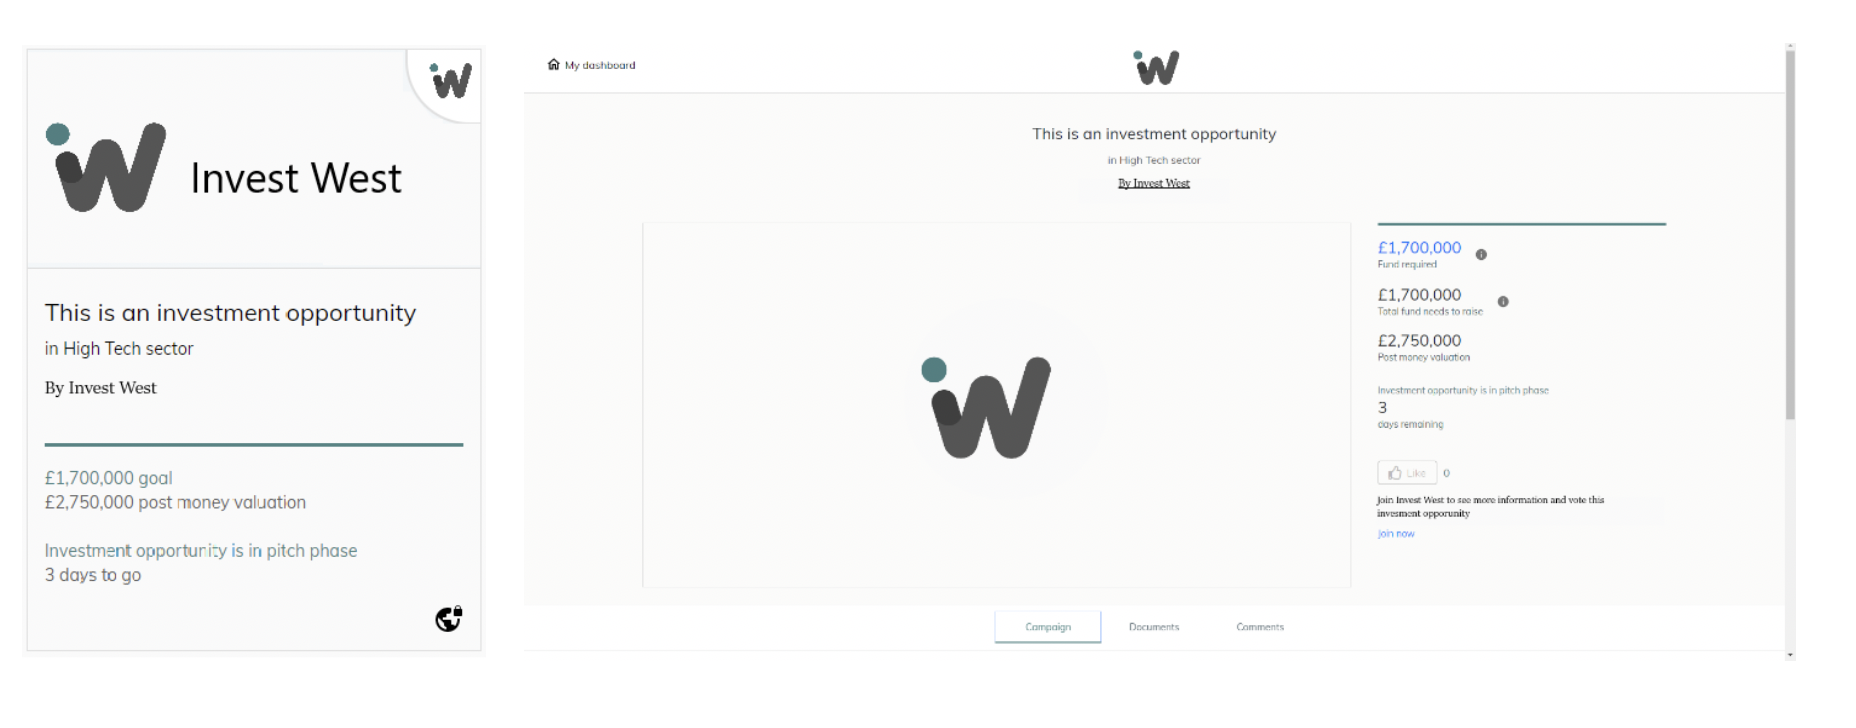 Invest West
This is an investment opportunity
in High Tech sector
By Invest West
£1,700,000 goal
£2,750,000 post money valuation
Investment opportunity is in pitch phase
3 days to go
My dashboard
This is an investment opportunity
in High Tech sector
By Invest West
£1,700,000
Fund required
£1,700,000
Total fund needs to raise
£2,750,000
Post money valuation
Investment opportunity is in pitch phase
3
days remaining
Like 0
Join Invest West to see more information and vote this
invesment opporunity
Join now
Campaign Documents Comments